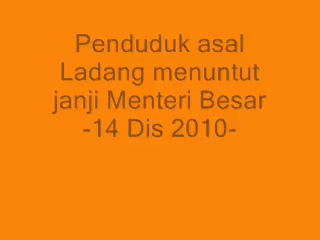 Penduduk asal
Ladang menuntut
janji Menteri Besar
-14 Dis 2010-